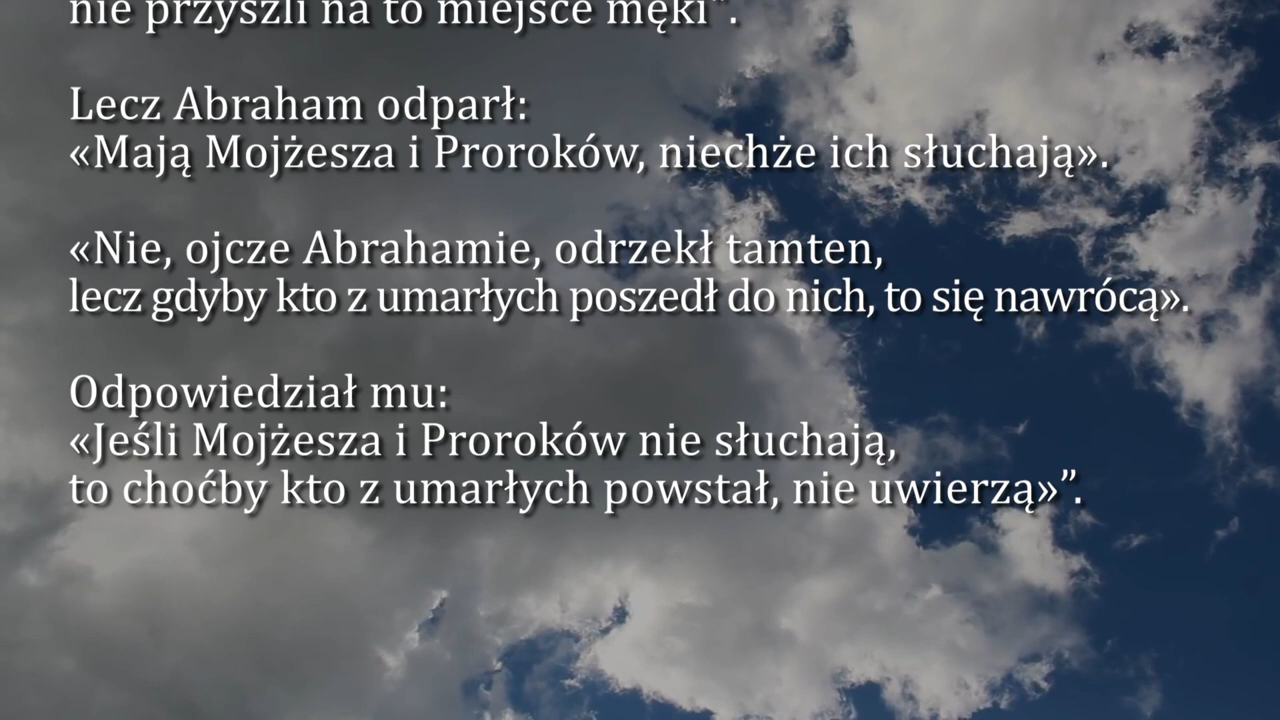 nie przyszli na to miejsce męki”.
Lecz Abraham odparł:
«Mają Mojżesza i Proroków, niechże ich słuchają».
«Nie, ojcze Abrahamie, odrzekł tamten,
lecz gdyby kto z umarłych poszedł do nich, to się nawrócą».
Odpowiedział mu:
«Jeśli Mojżesza i Proroków nie słuchają,
to choćby kto z umarłych powstał, nie uwierzą»”.